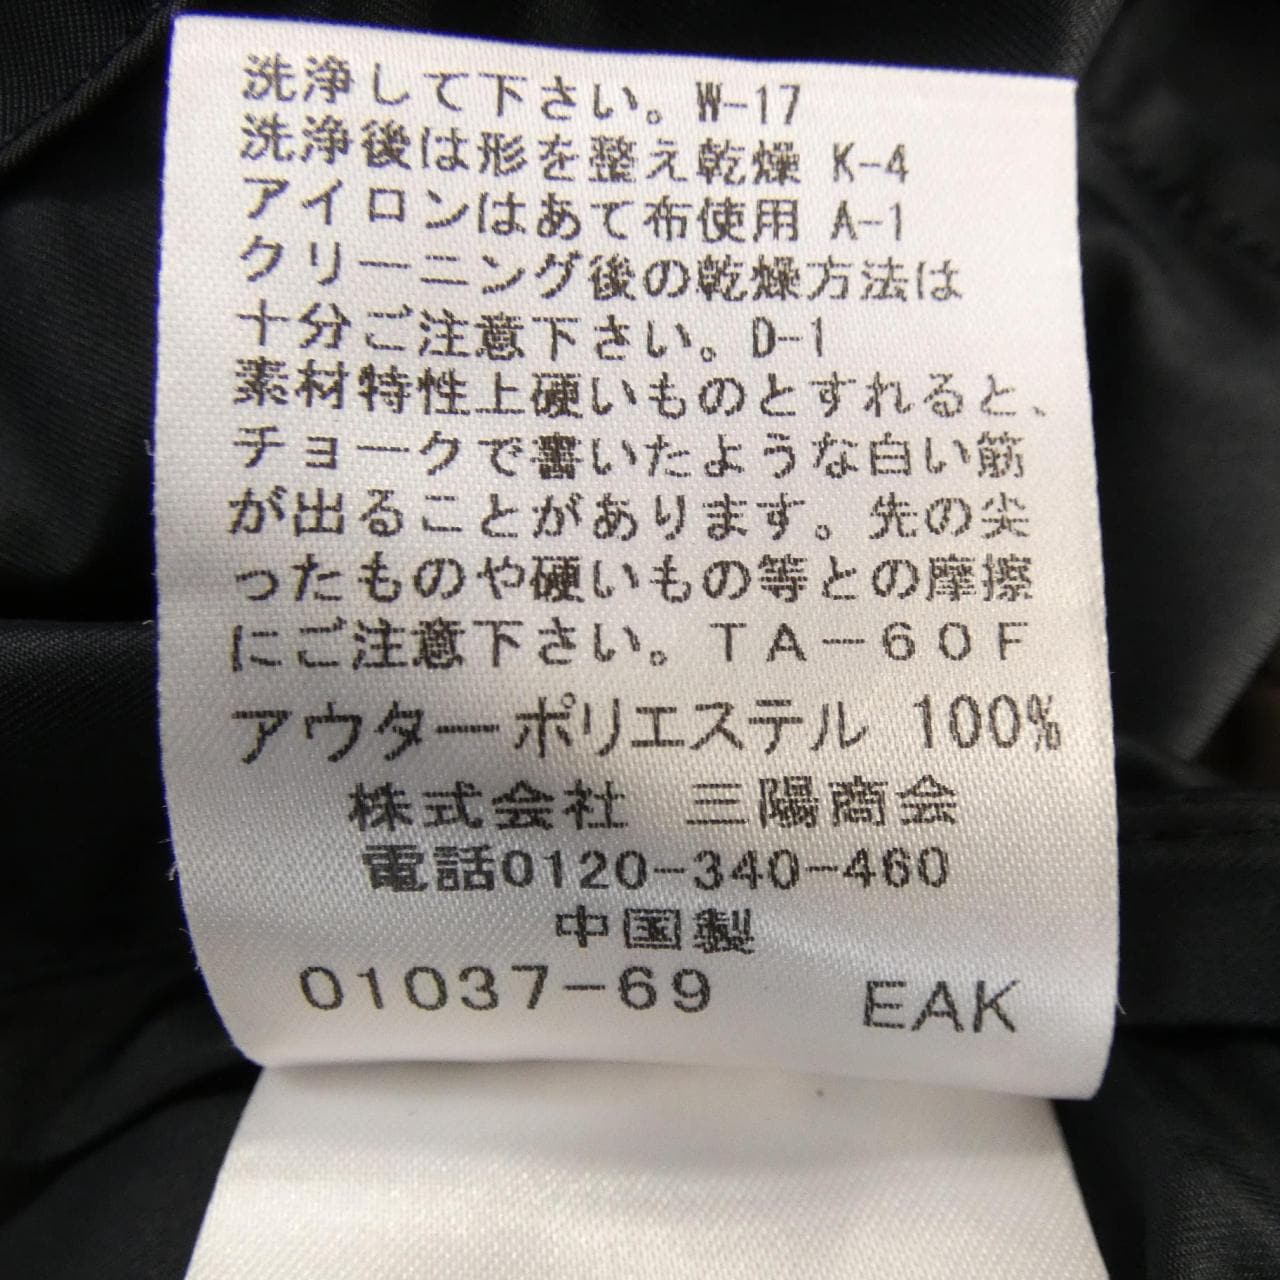 洗浄して下さい。W-17
洗浄後は形を整え乾燥 K-4
アイロンはあて布使用 A-1
クリーニング後の乾燥方法は
十分ご注意下さい。D-1
素材特性上硬いものとすれると、
チョークで書いたような白い筋
が出ることがあります。先の尖
ったものや硬いもの等との摩擦
にご注意下さい。TA-60F
アウターポリエステル 100%
株式会社 三陽商会
電話0120-340-460
中国製
01037-69 EAK